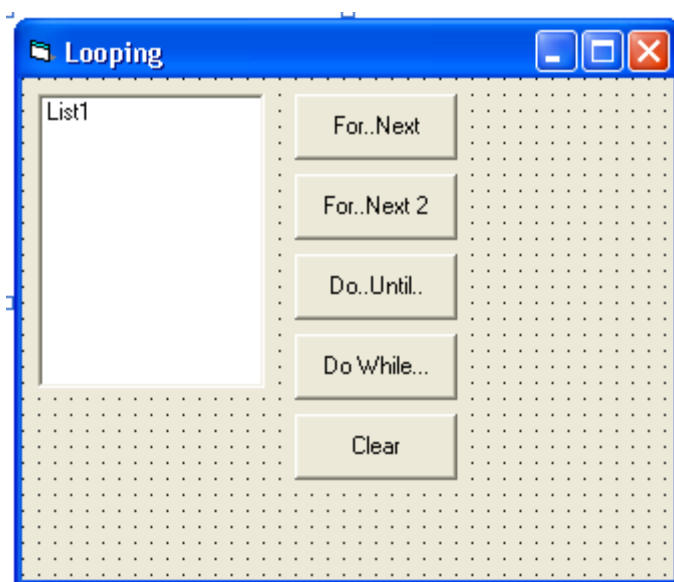 Looping
List1
For..Next
For..Next 2
Do..Until..
Do While...
Clear